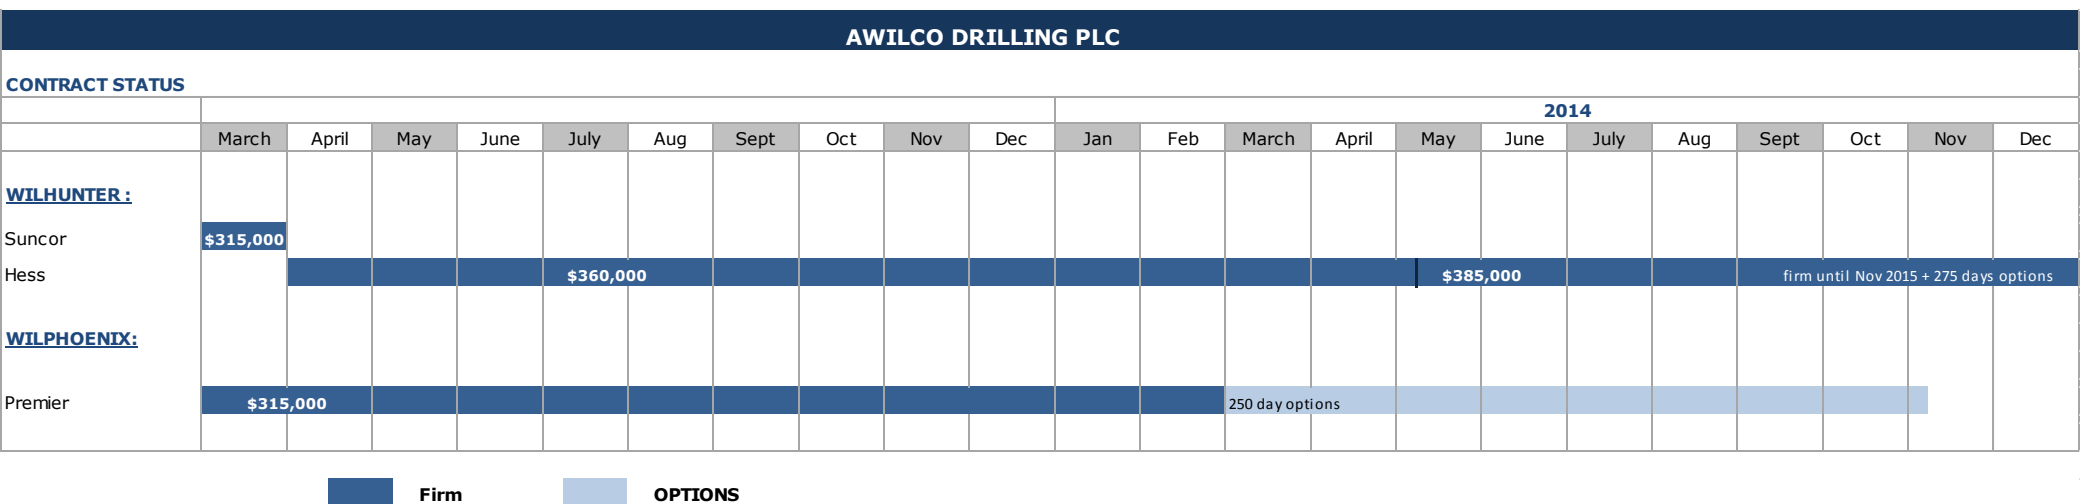 AWILCO DRILLING PLC
CONTRACT STATUS
2014
March April May June July Aug Sept Oct Nov Dec Jan Feb March April May June July Aug Sept Oct Nov Dec
WILHUNTER :
Suncor $315,000
Hess $360,000 $385,000 firm until Nov 2015 + 275 days options
WILPHOENIX:
Premier $315,000 250 day options
Firm OPTIONS